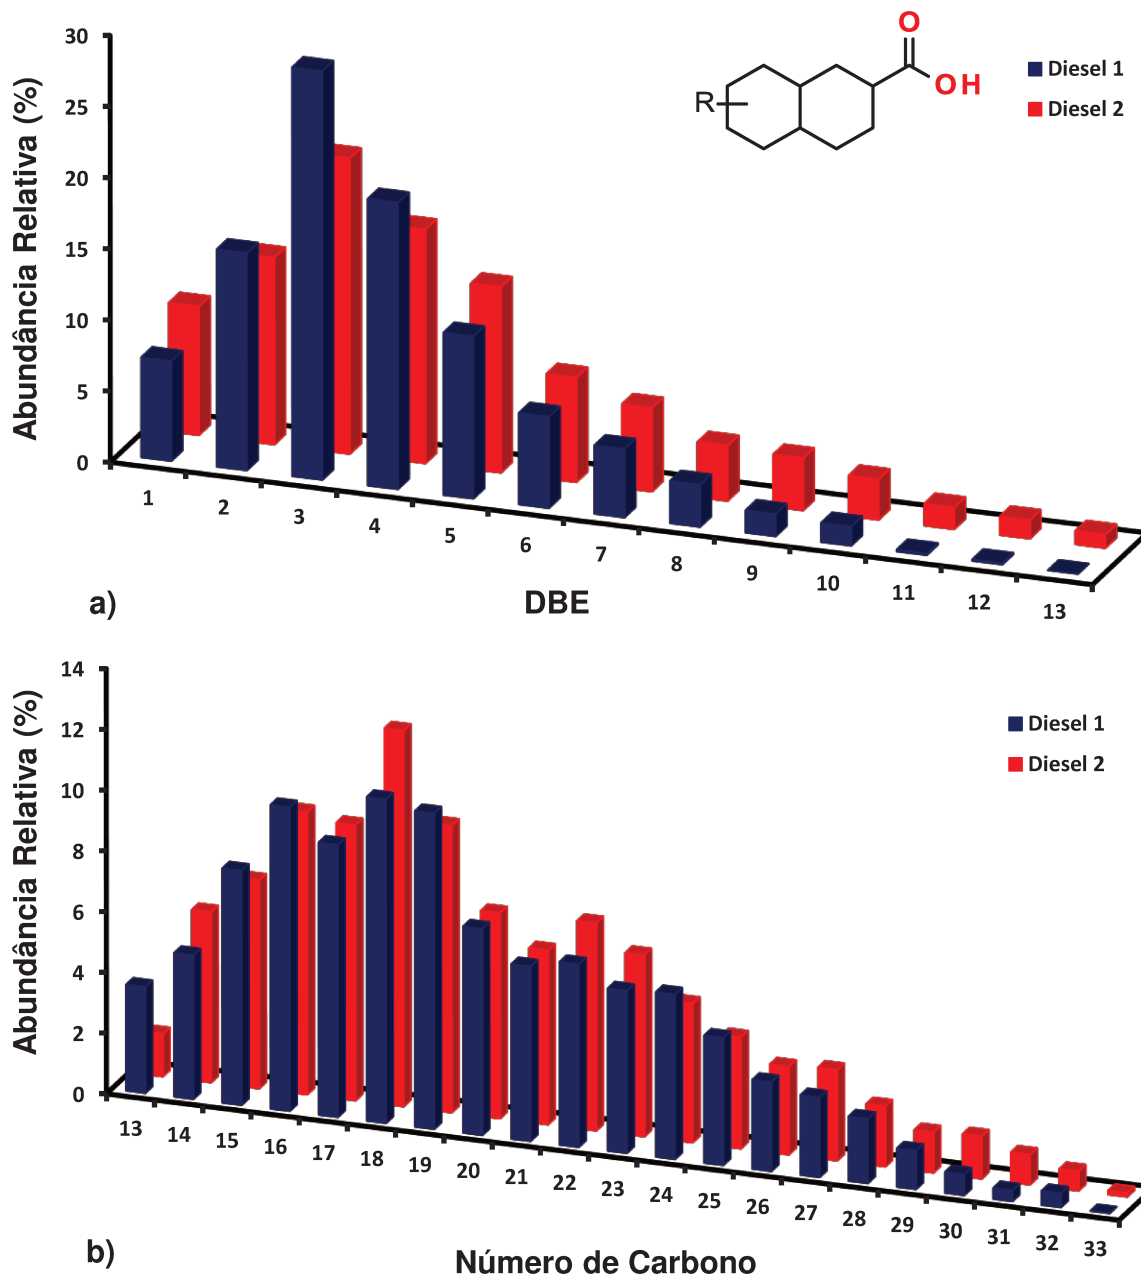 30
25
20
15
10
5
0
Abundância Relativa (%)
O
OH
R
Diesel 1
Diesel 2
1 2 3 4 5 6 7 8 9 10 11 12 13
a)
DBE
14
12
10
8
6
4
2
0
Abundância Relativa (%)
Diesel 1
Diesel 2
13 14 15 16 17 18 19 20 21 22 23 24 25 26 27 28 29 30 31 32 33
b)
Número de Carbono